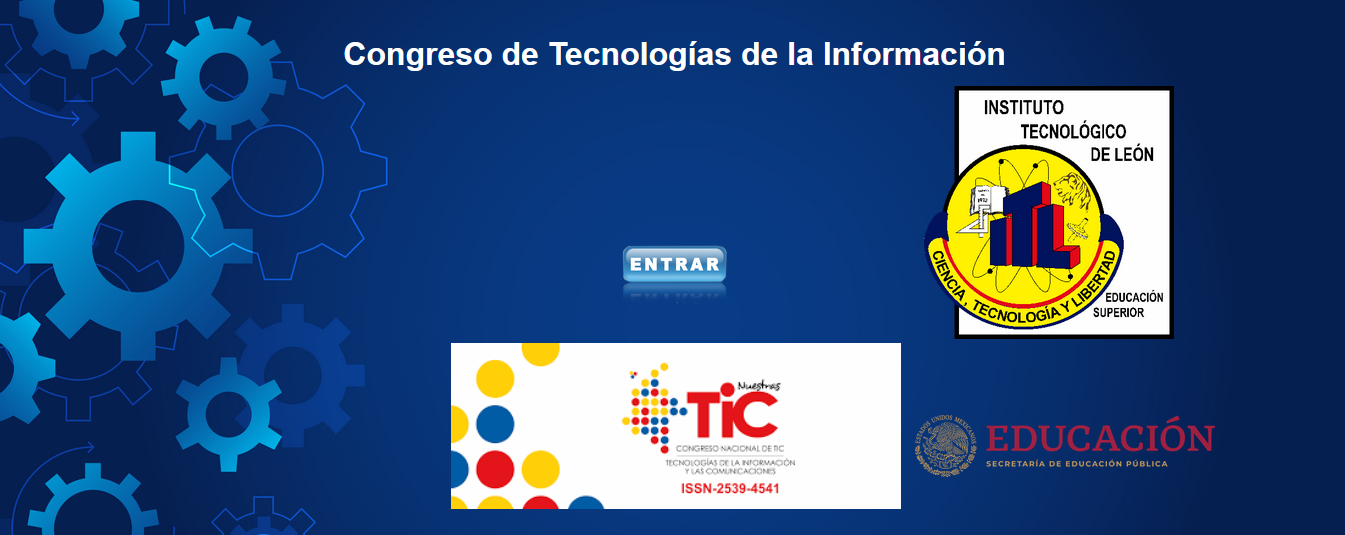 Congreso de Tecnologías de la Información
INSTITUTO
TECNOLÓGICO
DE LEÓN
ITL
CIENCIA, TECNOLOGÍA Y LIBERTAD
EDUCACIÓN
SUPERIOR
ENTRAR
Nuestras
TiC
CONGRESO NACIONAL DE TIC
TECNOLOGÍAS DE LA INFORMACIÓN
Y LAS COMUNICACIONES
ISSN-2539-4541
ESTADOS UNIDOS MEXICANOS
EDUCACIÓN
SECRETARÍA DE EDUCACIÓN PÚBLICA